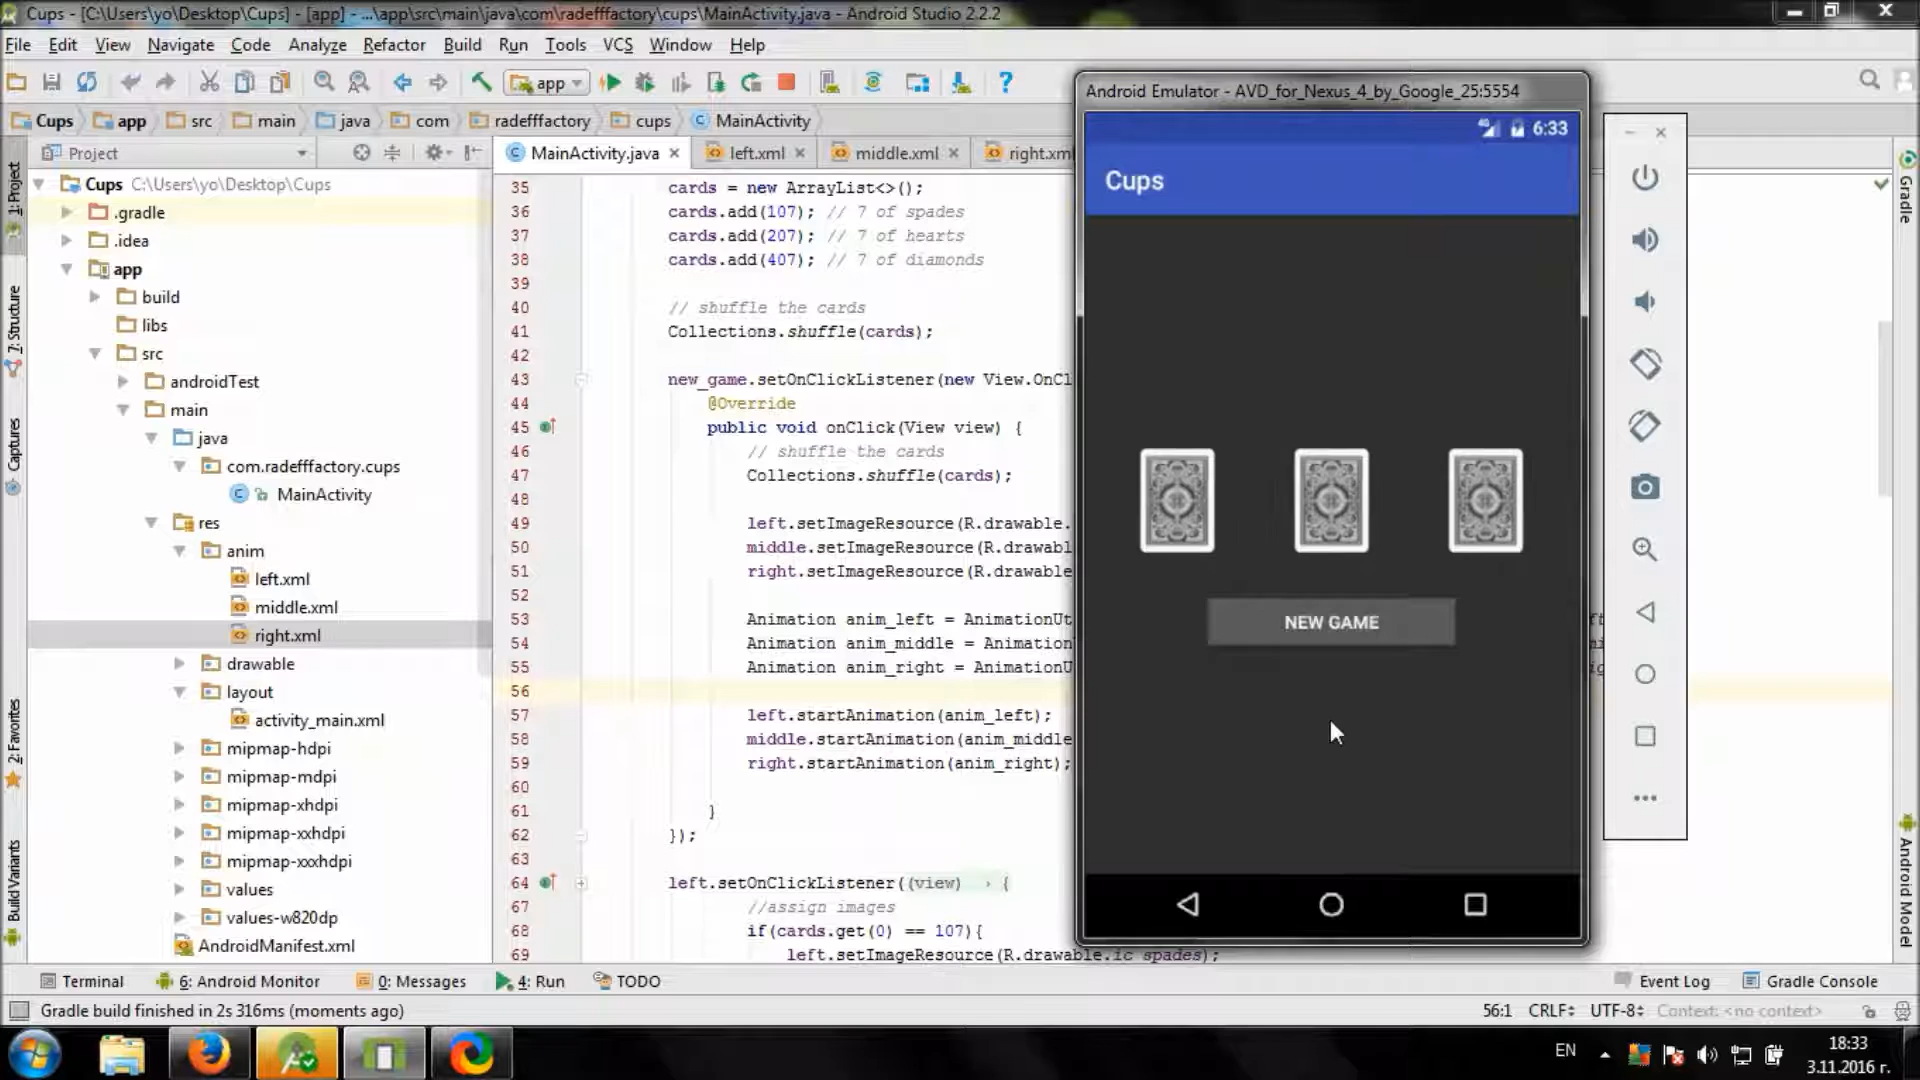 Cups - [C:\Users\yo\Desktop\Cups] - [app] - ...\app\src\main\java\com\radefffactory\cups\MainActivity.java - Android Studio 2.2.2
File Edit View Navigate Code Analyze Refactor Build Run Tools VCS Window Help
app
Cups app src main java com radefffactory cups MainActivity
Project
MainActivity.java left.xml middle.xml right.xml
1: Project
7: Structure
Captures
2: Favorites
Build Variants
Cups C:\Users\yo\Desktop\Cups
.gradle
.idea
app
build
libs
src
androidTest
main
java
com.radefffactory.cups
MainActivity
res
anim
left.xml
middle.xml
right.xml
drawable
layout
activity_main.xml
mipmap-hdpi
mipmap-mdpi
mipmap-xhdpi
mipmap-xxhdpi
mipmap-xxxhdpi
values
values-w820dp
AndroidManifest.xml
35 cards = new ArrayList<>();
36 cards.add(107); // 7 of spades
37 cards.add(207); // 7 of hearts
38 cards.add(407); // 7 of diamonds
39
40 // shuffle the cards
41 Collections.shuffle(cards);
42
43 new_game.setOnClickListener(new View.OnCl
44 @Override
45 public void onClick(View view) {
46 // shuffle the cards
47 Collections.shuffle(cards);
48
49 left.setImageResource(R.drawable.
50 middle.setImageResource(R.drawabl
51 right.setImageResource(R.drawable
52
53 Animation anim_left = AnimationUt
54 Animation anim_middle = Animation
55 Animation anim_right = AnimationU
56
57 left.startAnimation(anim_left);
58 middle.startAnimation(anim_middle
59 right.startAnimation(anim_right);
60
61 }
62 });
63
64 left.setOnClickListener((view) → {
67 //assign images
68 if(cards.get(0) == 107){
69 left.setImageResource(R.drawable.ic_spades);
Android Emulator - AVD_for_Nexus_4_by_Google_25:5554
6:33
Cups
NEW GAME
Gradle
Android Model
Terminal 6: Android Monitor 0: Messages 4: Run TODO Event Log Gradle Console
Gradle build finished in 2s 316ms (moments ago) 56:1 CRLF UTF-8 Context: <no context>
EN 18:33
3.11.2016 г.